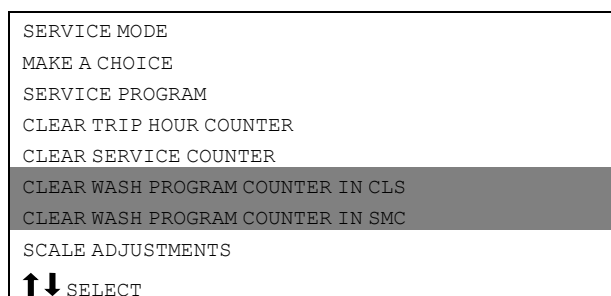 SERVICE MODE
MAKE A CHOICE
SERVICE PROGRAM
CLEAR TRIP HOUR COUNTER
CLEAR SERVICE COUNTER
CLEAR WASH PROGRAM COUNTER IN CLS
CLEAR WASH PROGRAM COUNTER IN SMC
SCALE ADJUSTMENTS
⬆⬇ SELECT